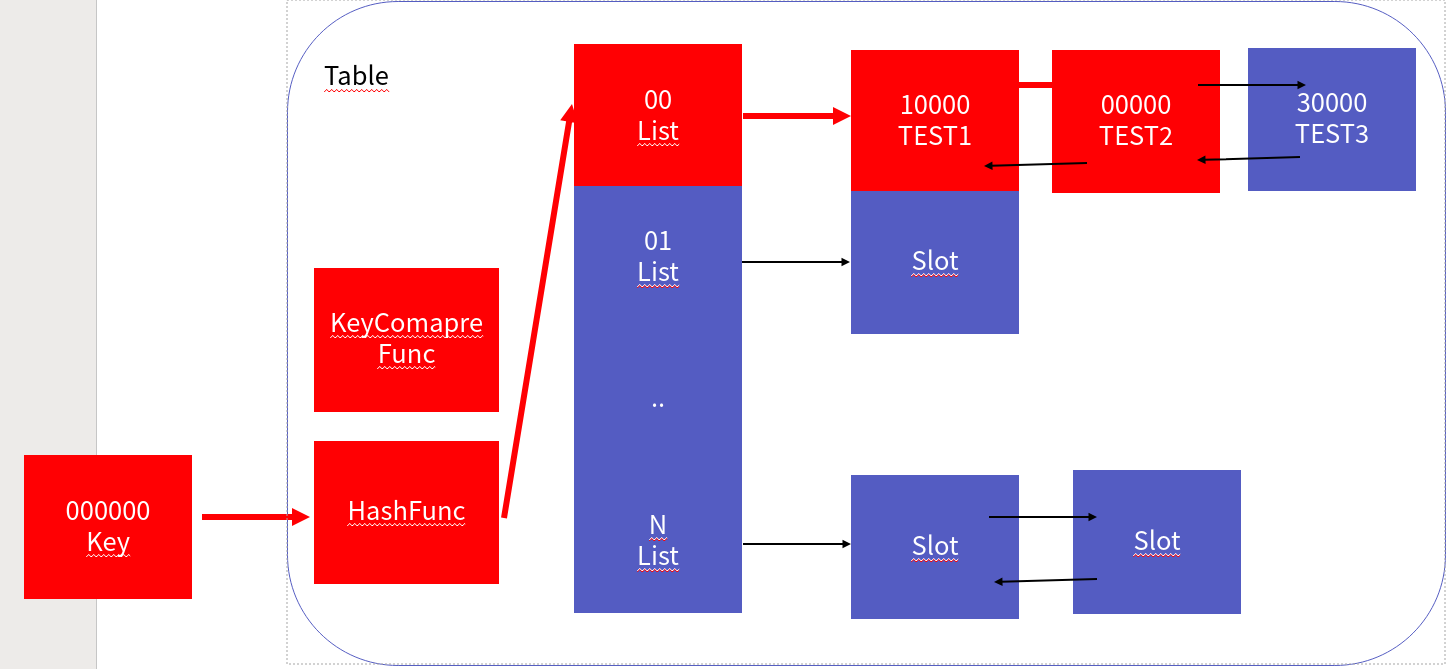 Table
00
List
10000
TEST1
00000
TEST2
30000
TEST3
01
List
Slot
KeyComapre
Func
..
000000
Key
HashFunc
N
List
Slot
Slot